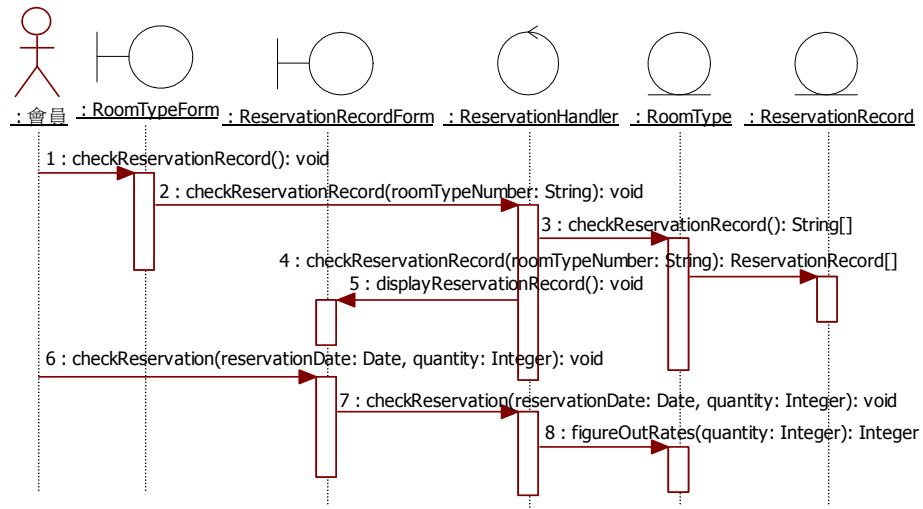 : 會員
: RoomTypeForm
: ReservationRecordForm
: ReservationHandler
: RoomType
: ReservationRecord
1 : checkReservationRecord(): void
2 : checkReservationRecord(roomTypeNumber: String): void
3 : checkReservationRecord(): String[]
4 : checkReservationRecord(roomTypeNumber: String): ReservationRecord[]
5 : displayReservationRecord(): void
6 : checkReservation(reservationDate: Date, quantity: Integer): void
7 : checkReservation(reservationDate: Date, quantity: Integer): void
8 : figureOutRates(quantity: Integer): Integer